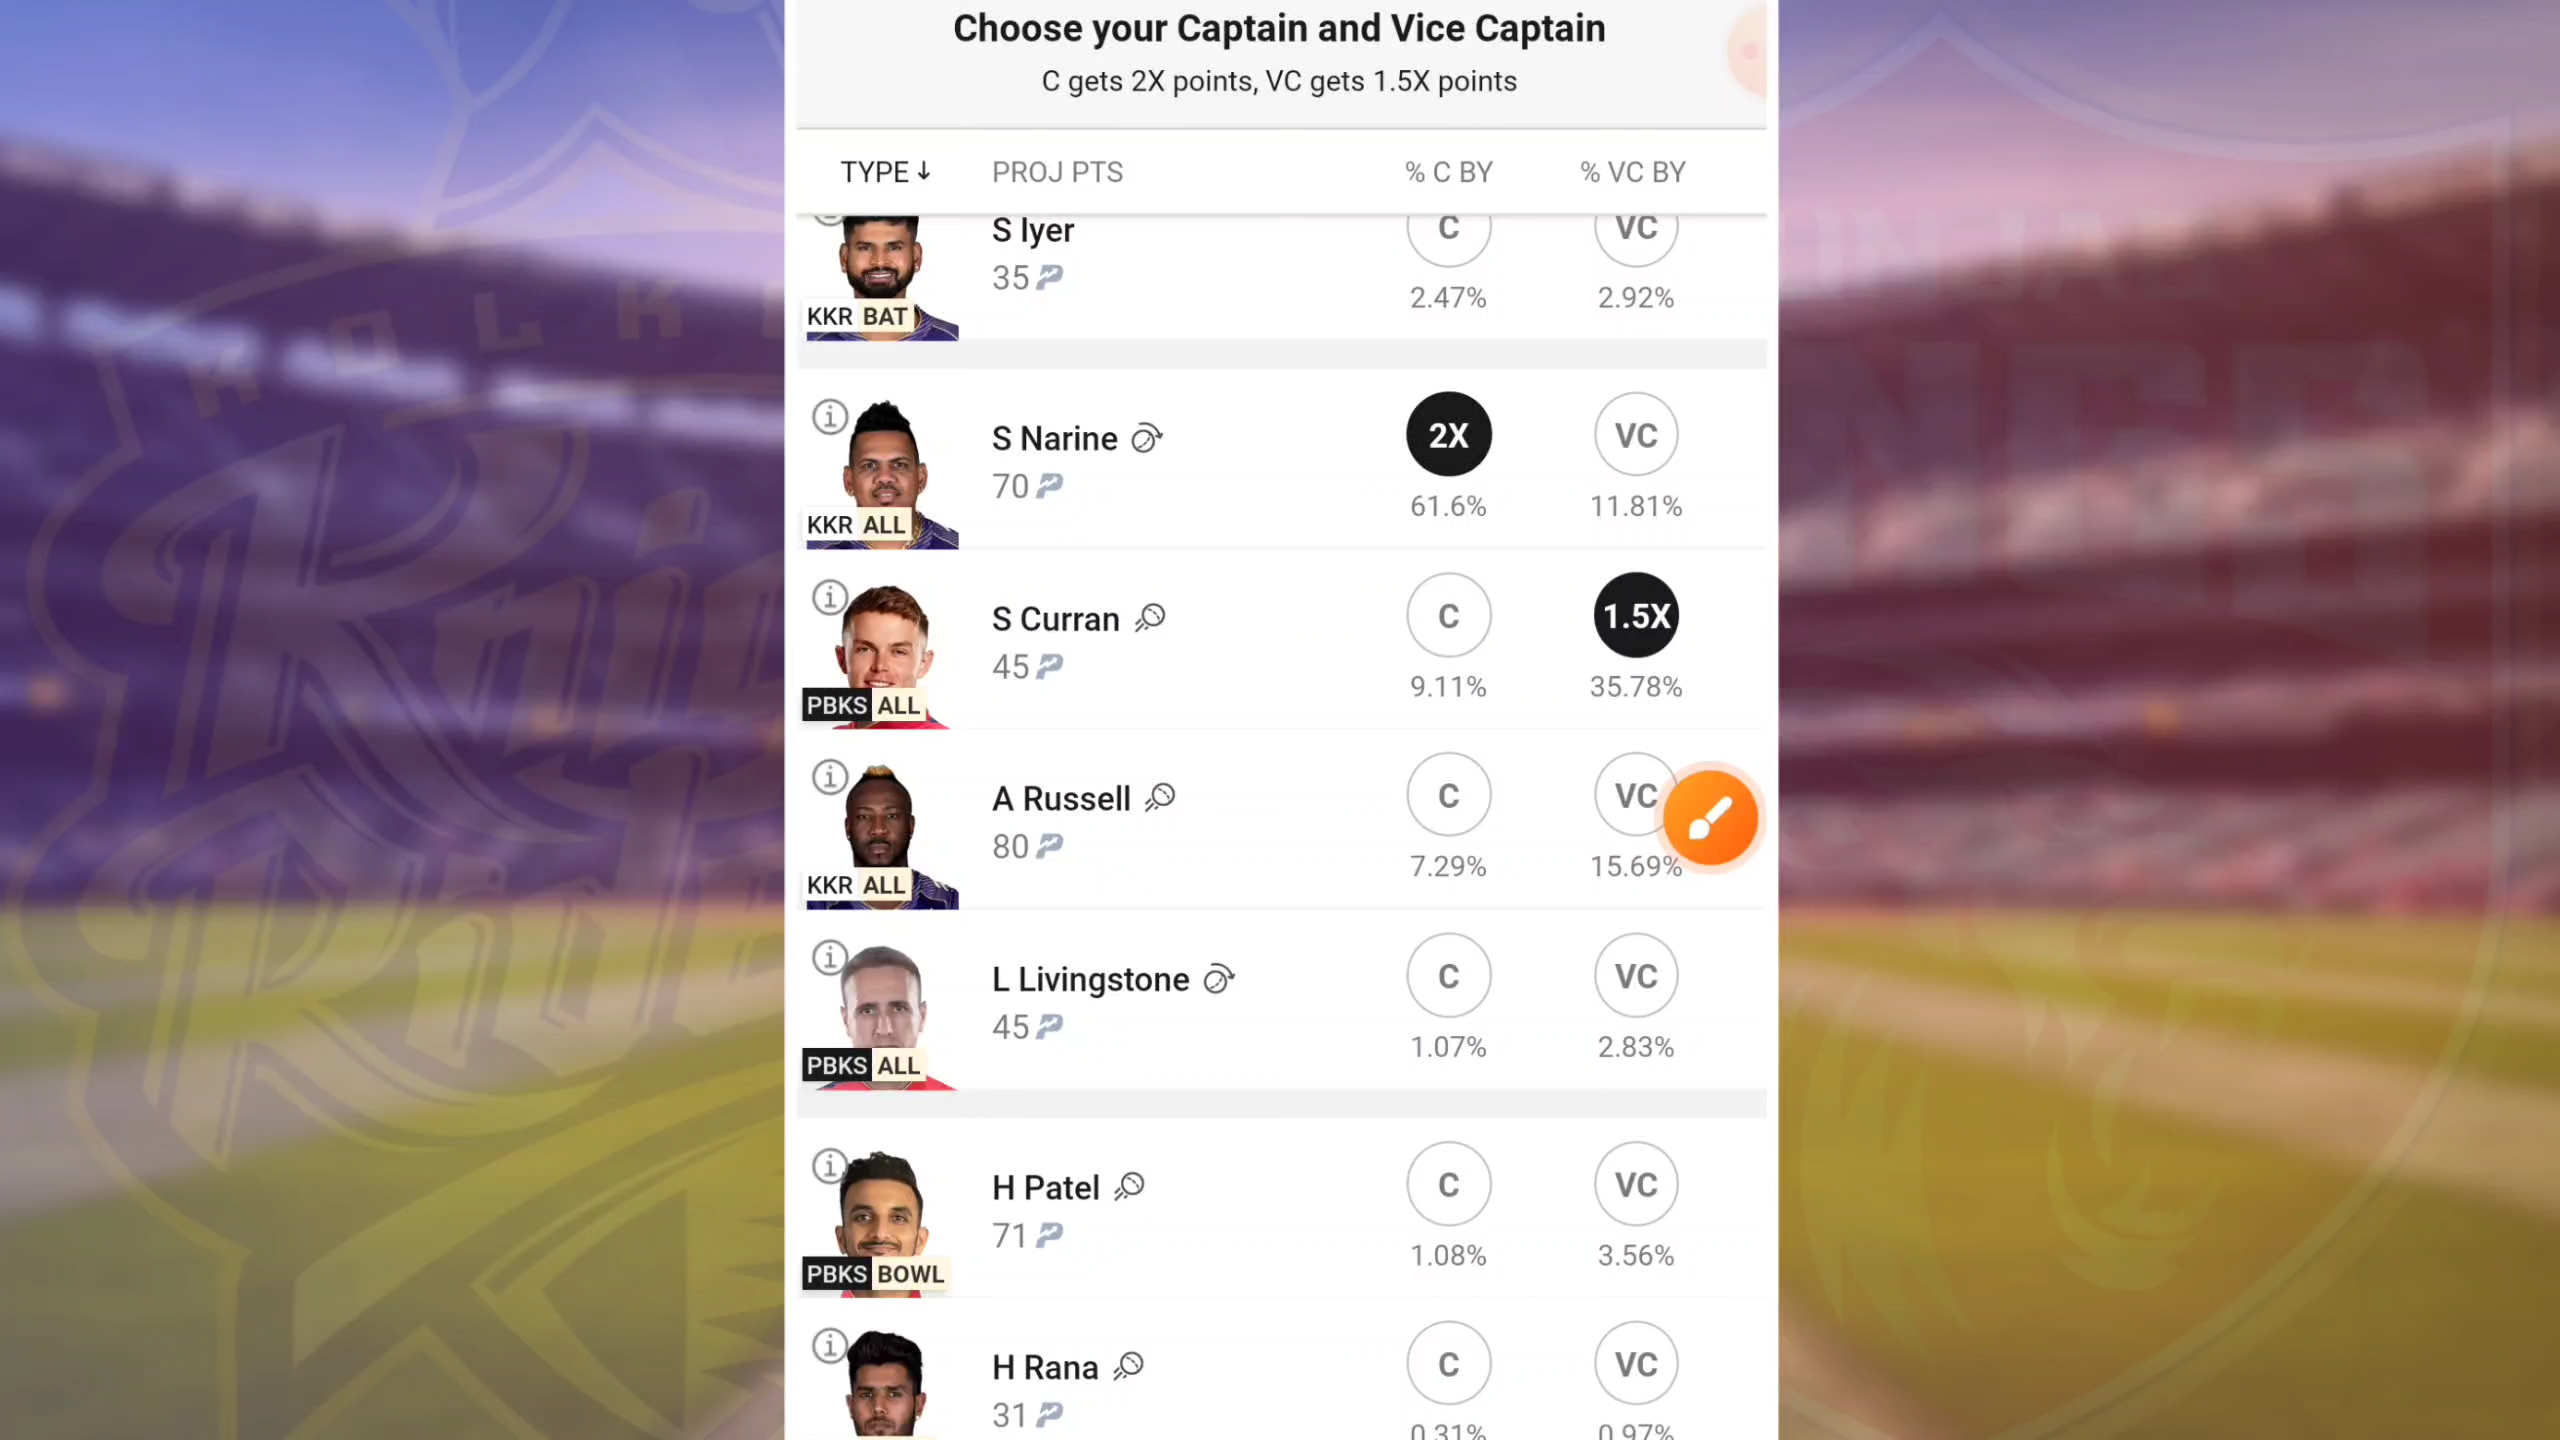 Choose your Captain and Vice Captain
C gets 2X points, VC gets 1.5X points
TYPE↓ PROJ PTS % C BY % VC BY
S Iyer C VC
35 2.47% 2.92%
KKR BAT
S Narine 2X VC
70 61.6% 11.81%
KKR ALL
S Curran C 1.5X
45 9.11% 35.78%
PBKS ALL
A Russell C VC
80 7.29% 15.69%
KKR ALL
L Livingstone C VC
45 1.07% 2.83%
PBKS ALL
H Patel C VC
71 1.08% 3.56%
PBKS BOWL
H Rana C VC
31 0.31% 0.97%